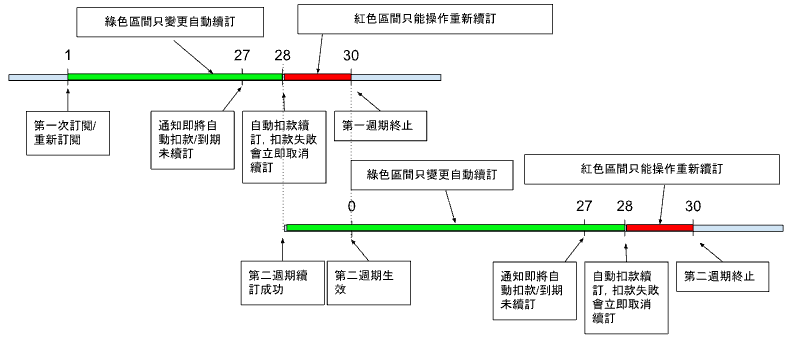 綠色區間只變更自動續訂
紅色區間只能操作重新續訂
1
27
28
30
第一次訂閱/
重新訂閱
通知即將自
動扣款/到期
未續訂
自動扣款續
訂, 扣款失敗
會立即取消
續訂
第一週期終止
綠色區間只變更自動續訂
紅色區間只能操作重新續訂
0
27
28
30
第二週期續
訂成功
第二週期生
效
通知即將自
動扣款/到期
未續訂
自動扣款續
訂, 扣款失敗
會立即取消
續訂
第二週期終止